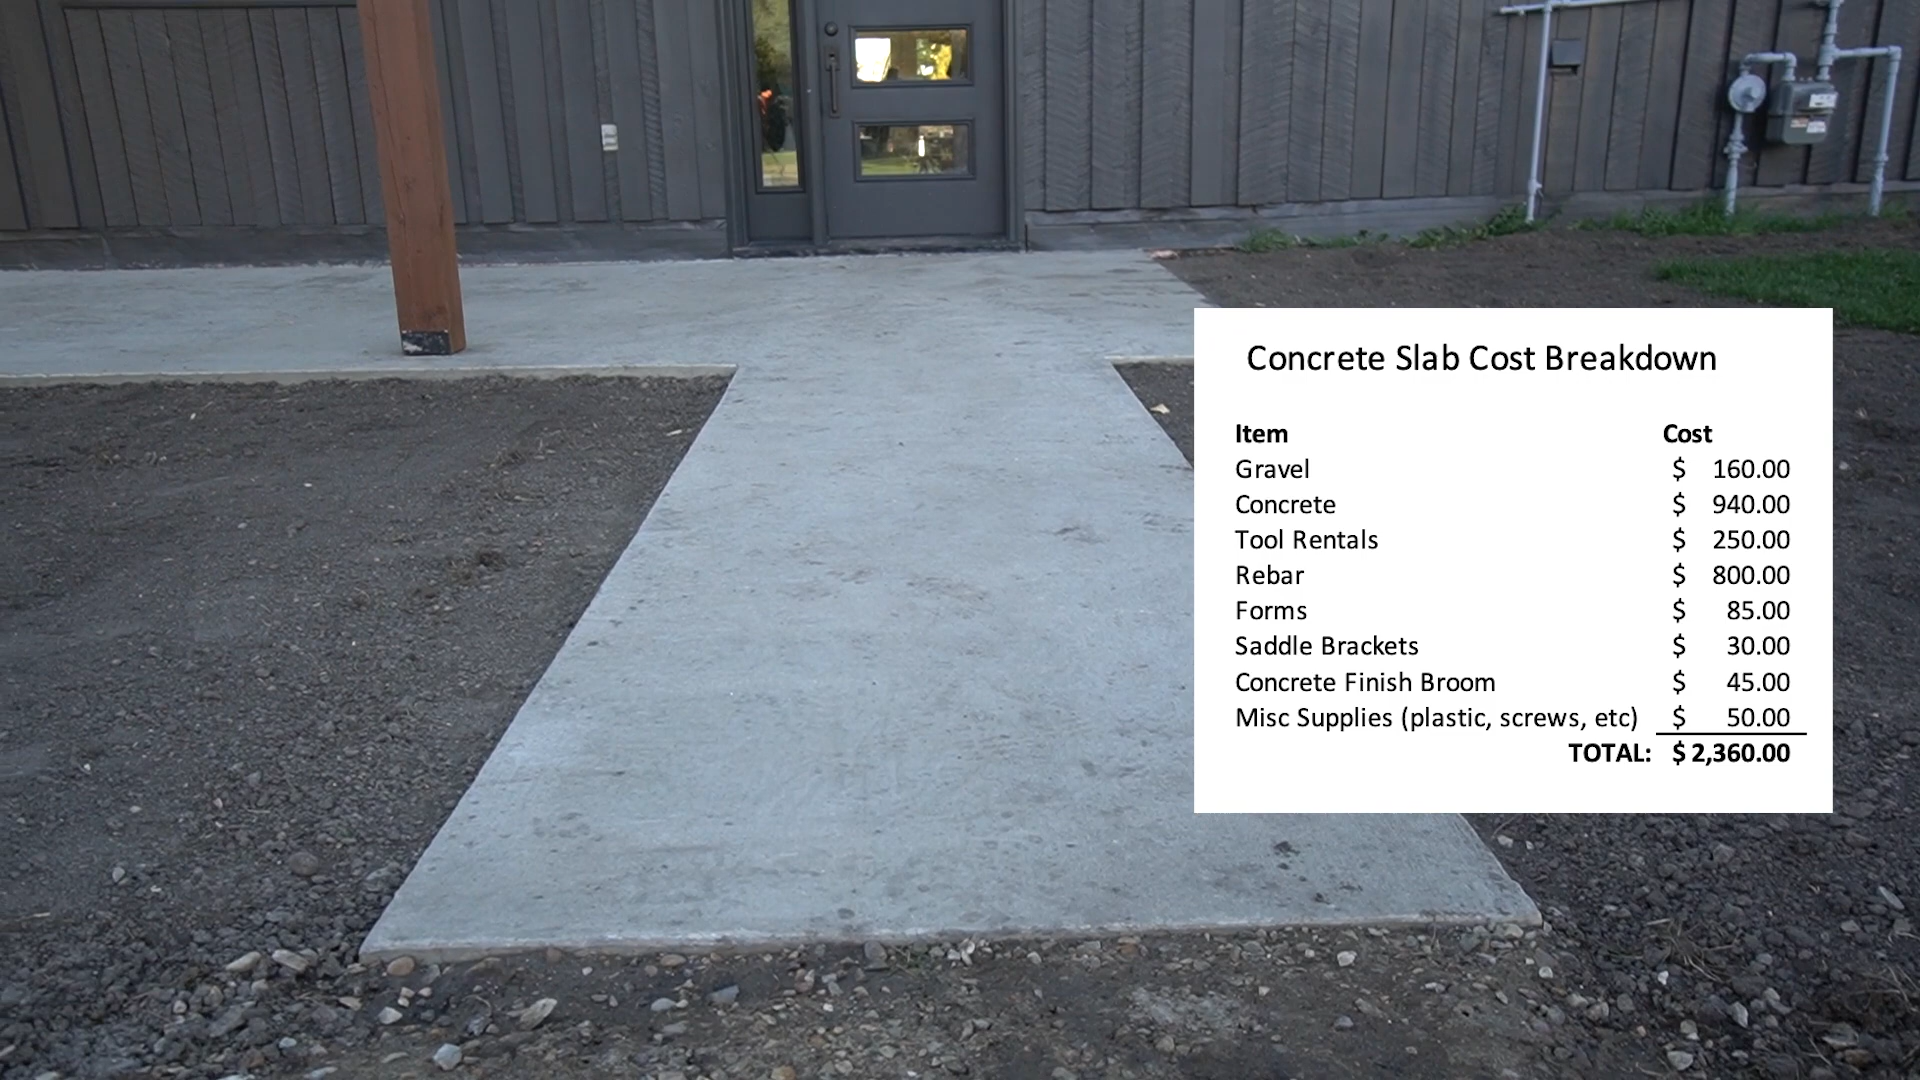 Concrete Slab Cost Breakdown
Item Cost
Gravel $ 160.00
Concrete $ 940.00
Tool Rentals $ 250.00
Rebar $ 800.00
Forms $ 85.00
Saddle Brackets $ 30.00
Concrete Finish Broom $ 45.00
Misc Supplies (plastic, screws, etc) $ 50.00
TOTAL: $ 2,360.00